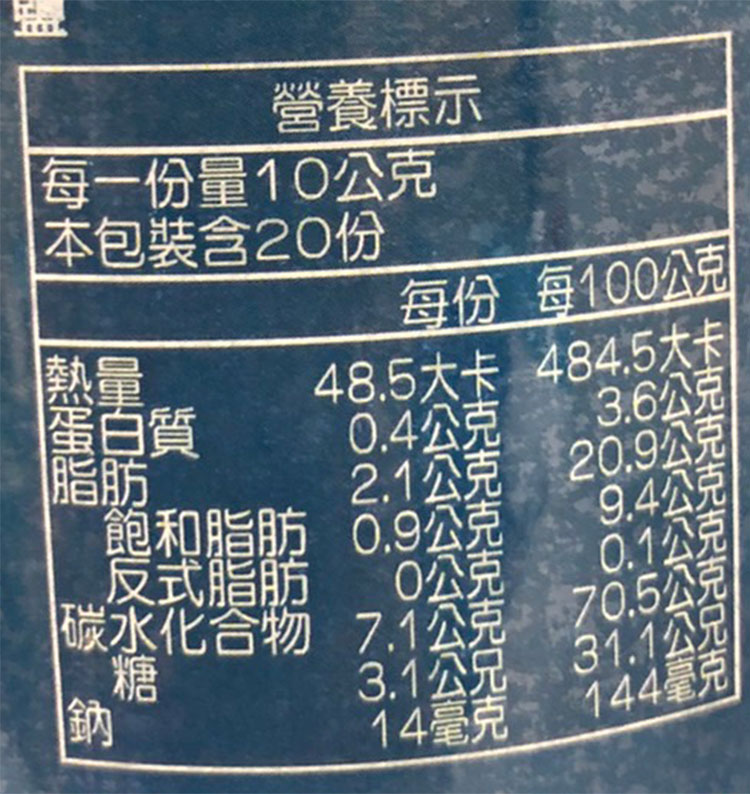 鹽
營養標示
每一份量10公克
本包裝含20份
每份 每100公克
熱量 48.5大卡 484.5大卡
蛋白質 0.4公克 3.6公克
脂肪 2.1公克 20.9公克
飽和脂肪 0.9公克 9.4公克
反式脂肪 0公克 0.1公克
碳水化合物 7.1公克 70.5公克
糖 3.1公克 31.1公克
鈉 14毫克 144毫克